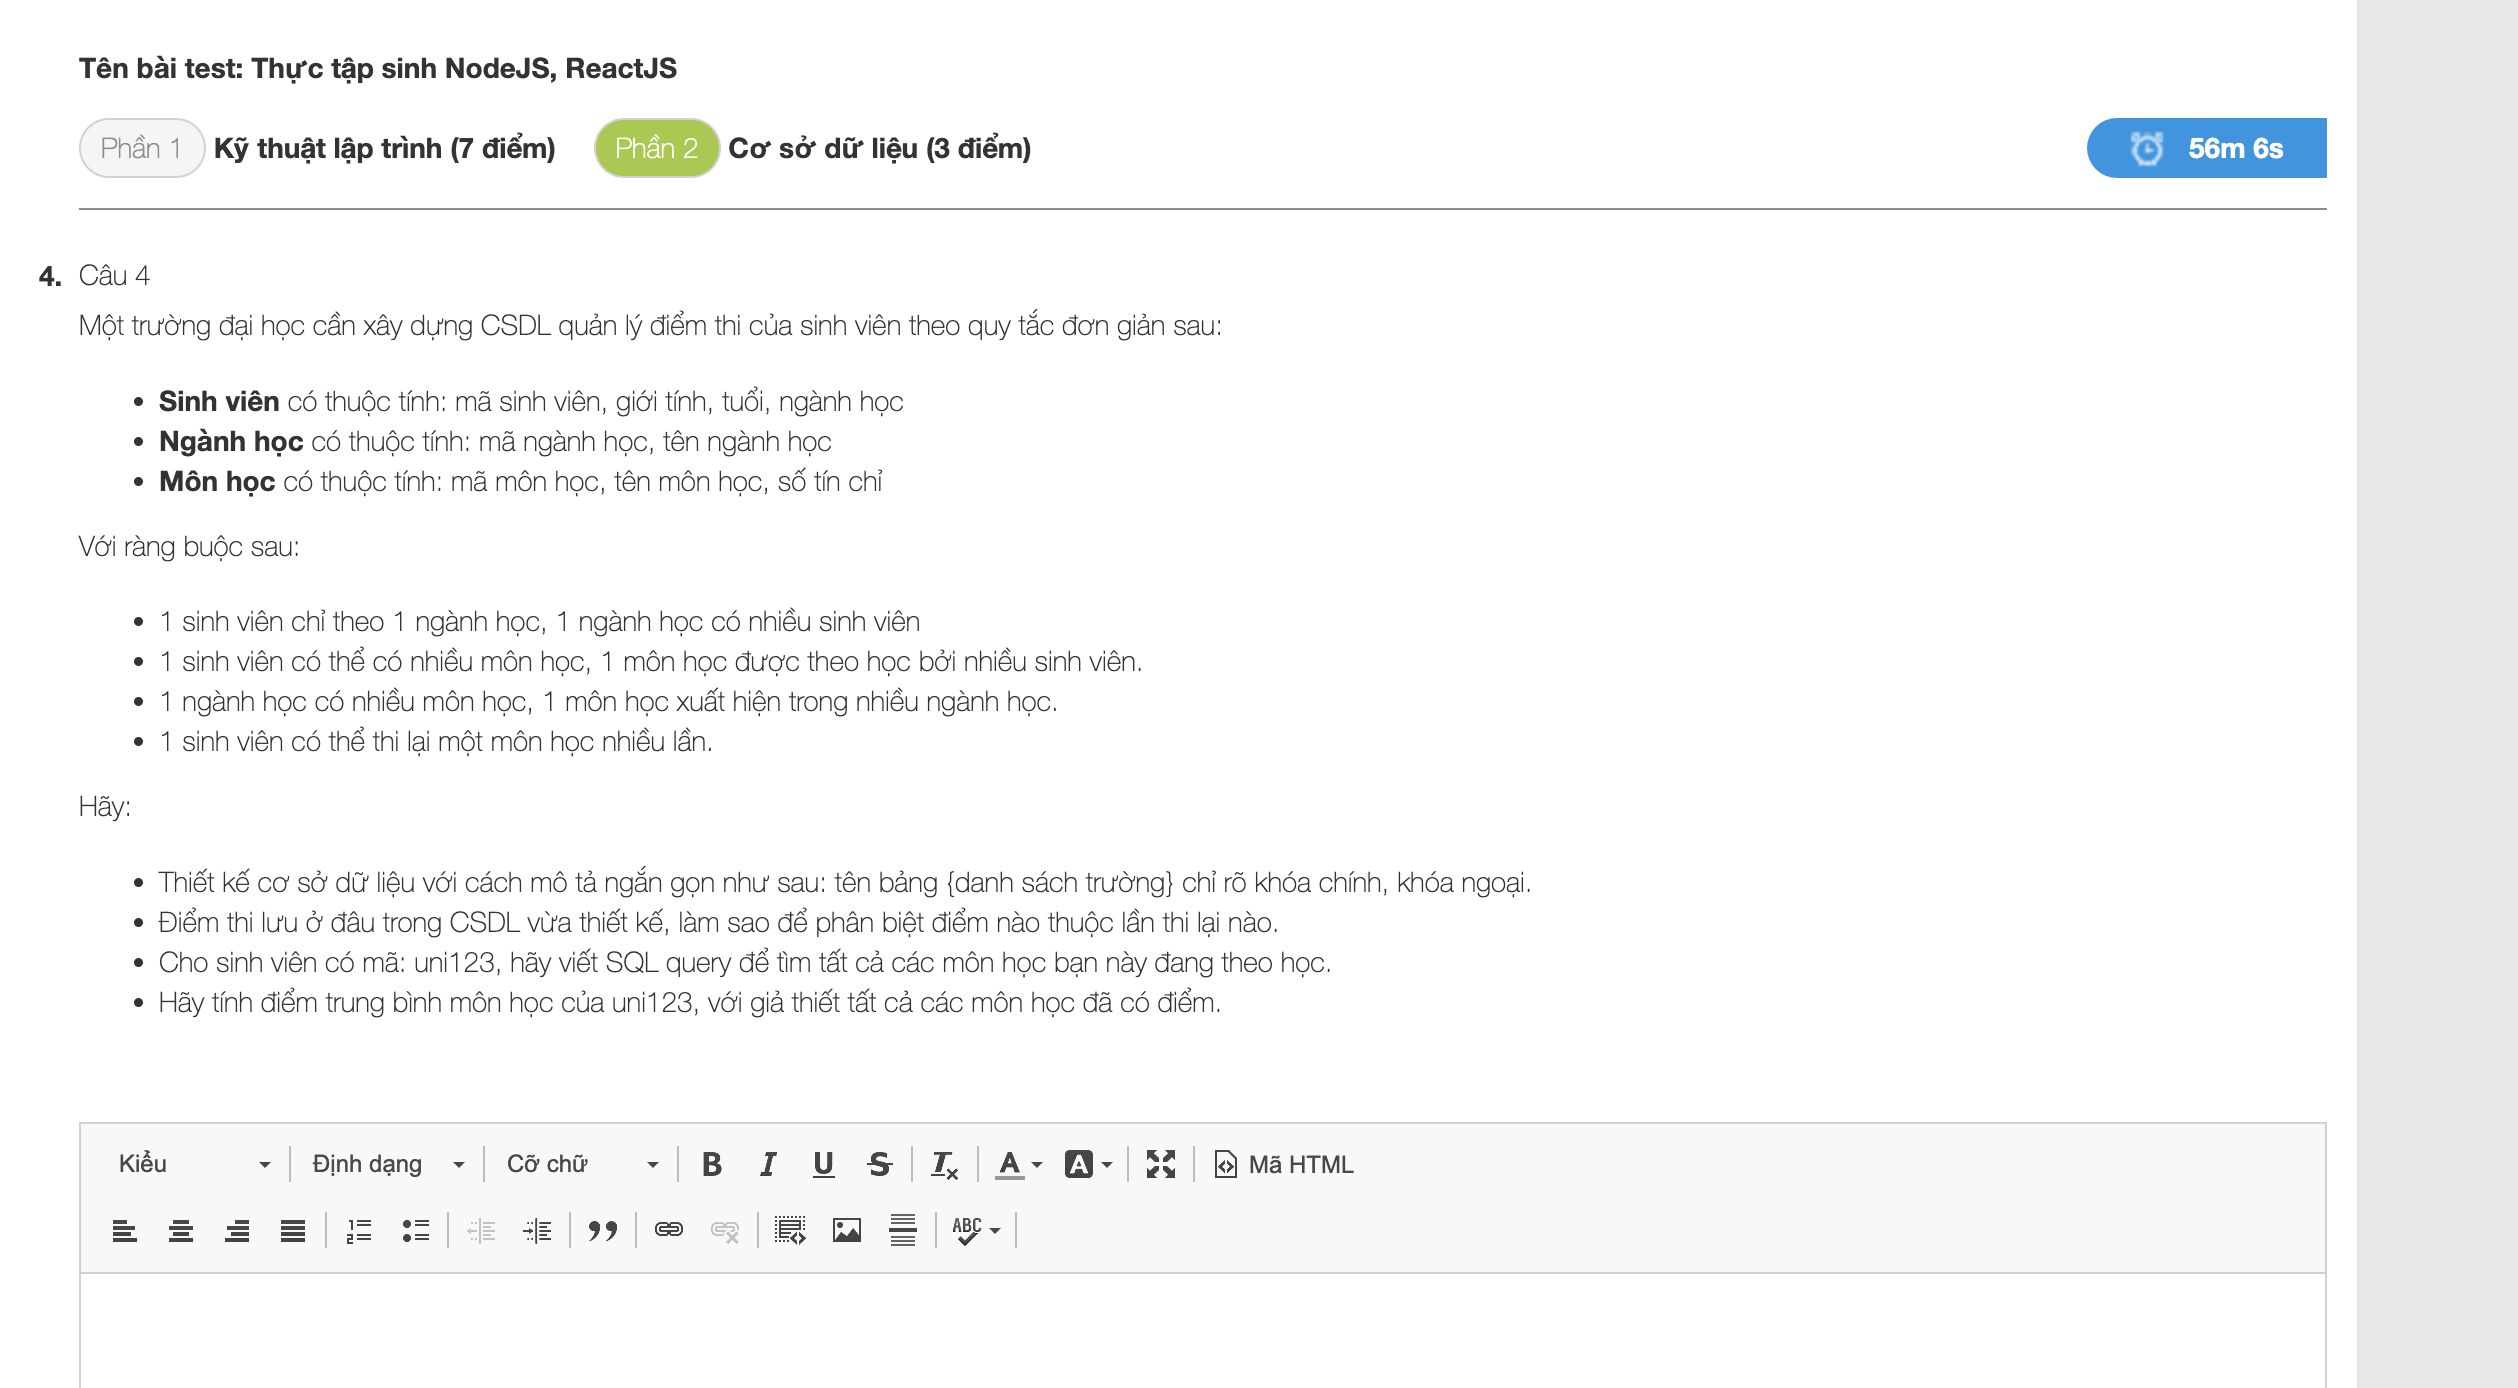 Tên bài test: Thực tập sinh NodeJS, ReactJS
Phần 1 Kỹ thuật lập trình (7 điểm) Phần 2 Cơ sở dữ liệu (3 điểm) 56m 6s
4. Câu 4
Một trường đại học cần xây dựng CSDL quản lý điểm thi của sinh viên theo quy tắc đơn giản sau:
• Sinh viên có thuộc tính: mã sinh viên, giới tính, tuổi, ngành học
• Ngành học có thuộc tính: mã ngành học, tên ngành học
• Môn học có thuộc tính: mã môn học, tên môn học, số tín chỉ
Với ràng buộc sau:
• 1 sinh viên chỉ theo 1 ngành học, 1 ngành học có nhiều sinh viên
• 1 sinh viên có thể có nhiều môn học, 1 môn học được theo học bởi nhiều sinh viên.
• 1 ngành học có nhiều môn học, 1 môn học xuất hiện trong nhiều ngành học.
• 1 sinh viên có thể thi lại một môn học nhiều lần.
Hãy:
• Thiết kế cơ sở dữ liệu với cách mô tả ngắn gọn như sau: tên bảng {danh sách trường} chỉ rõ khóa chính, khóa ngoại.
• Điểm thi lưu ở đâu trong CSDL vừa thiết kế, làm sao để phân biệt điểm nào thuộc lần thi lại nào.
• Cho sinh viên có mã: uni123, hãy viết SQL query để tìm tất cả các môn học bạn này đang theo học.
• Hãy tính điểm trung bình môn học của uni123, với giả thiết tất cả các môn học đã có điểm.
Kiểu Định dạng Cỡ chữ B I U S Tx A A Mã HTML
ABC